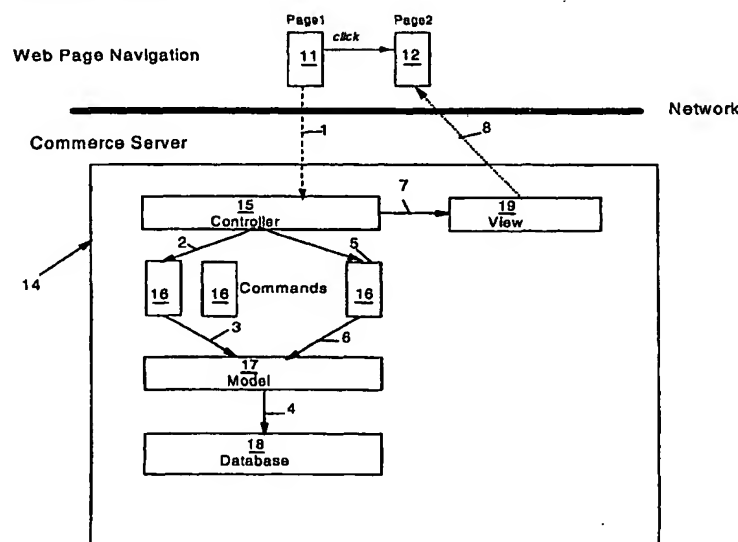 Page1 Page2
click
Web Page Navigation
11 12
Network
1 8
Commerce Server
7
15 19
Controller View
2 5
14
16 16 Commands 16
3 6
17
Model
4
18
Database